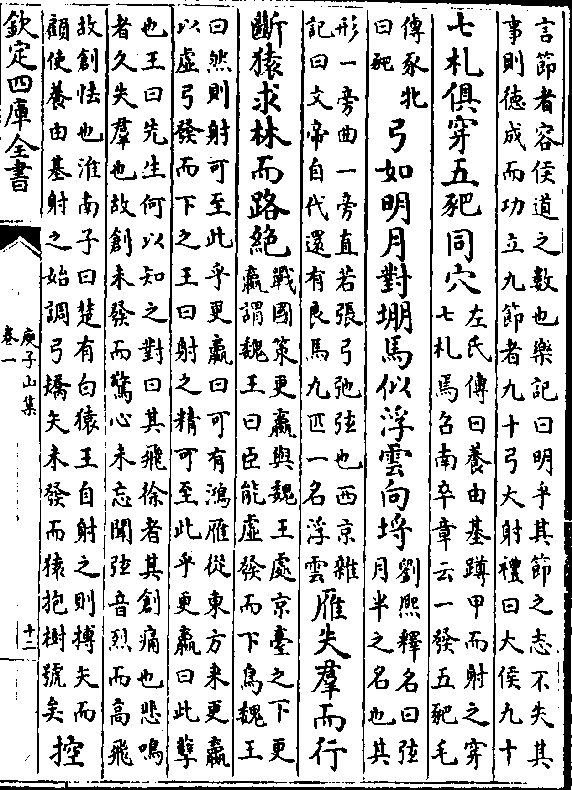 言節者容侯道之數也樂記曰明乎其節之志不失其
事則德成而功立九節者九十弓大射禮曰大侯九十
七札俱穿五豝同穴
左氏傳曰養由基蹲甲而射之穿
七札焉召南卒章云一發五豝毛
傳豕牝
曰豝
弓如明月對堋馬似浮雲向埒
劉熙釋名曰弦
月半之名也其
形一旁曲一旁直若張弓弛弦也西京雜
記曰文帝自代還有良馬九匹一名浮雲
雁失羣而行
斷猿求林而路絶
戰國策更羸與魏王處京臺之下更
羸謂魏王曰臣能虛發而下鳥魏王
曰然則射可至此乎更羸曰可有鴻雁從東方来更羸
以虛弓發而下之王曰射之精可至此乎更羸曰此孽
也王曰先生何以知之對曰其飛徐者其創痛也悲鳴
者久失羣也故創未發而驚心未忘聞弦音烈而髙飛
故創怯也淮南子曰楚有白猿王自射之則搏矢而
顧使養由基射之始調弓矯矢未發而猿抱樹號矣
控
欽定四庫全書
庾子山集
卷一
十二